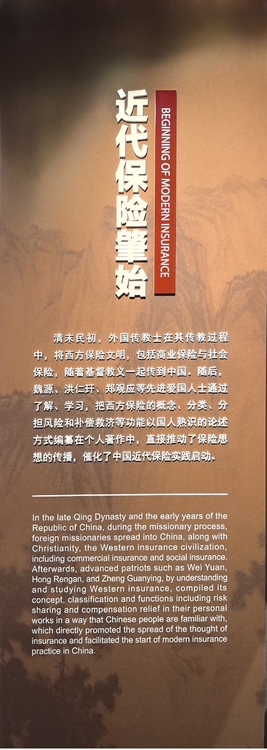 近代保险肇始
BEGINNING OF MODERN INSURANCE
清末民初，外国传教士在其传教过程
中，将西方保险文明，包括商业保险与社会
保险，随着基督教义一起传到中国。随后，
魏源、洪仁玕、郑观应等先进爱国人士通过
了解、学习，把西方保险的概念、分类、分
担风险和补偿救济等功能以国人熟识的论述
方式编纂在个人著作中，直接推动了保险思
想的传播，催化了中国近代保险实践启动。
In the late Qing Dynasty and the early years of the
Republic of China, during the missionary process,
foreign missionaries spread into China, along with
Christianity, the Western insurance civilization,
including commercial insurance and social insurance.
Afterwards, advanced patriots such as Wei Yuan,
Hong Rengan, and Zheng Guanying, by understanding
and studying Western insurance, compiled its
concept, classification and functions including risk
sharing and compensation relief in their personal
works in a way that Chinese people are familiar with,
which directly promoted the spread of the thought of
insurance and facilitated the start of modern insurance
practice in China.